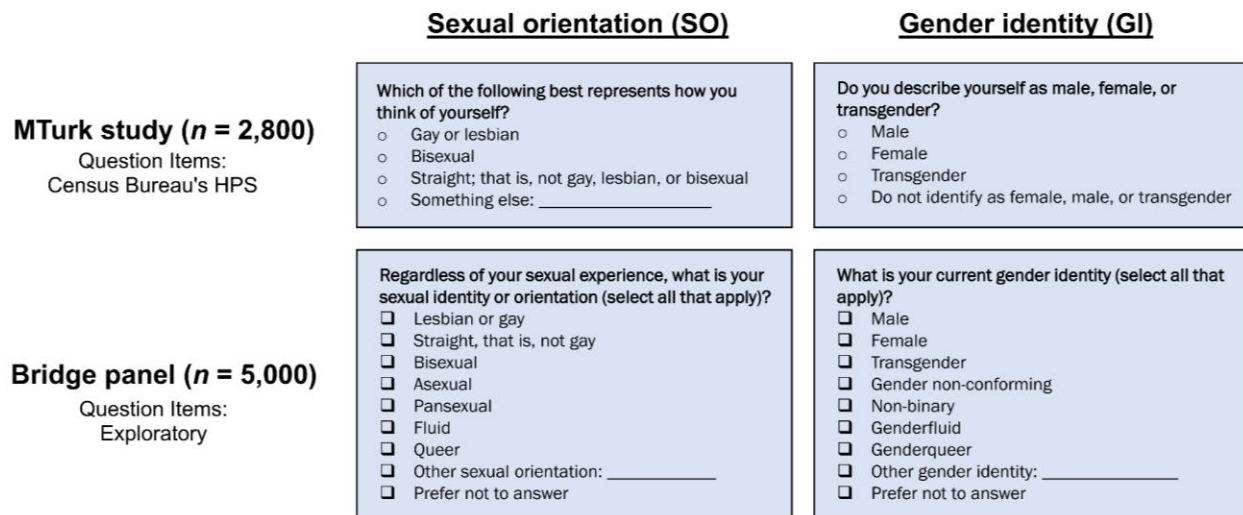 Sexual orientation (SO)
Gender identity (GI)
MTurk study (n = 2,800)
Question Items:
Census Bureau's HPS
Which of the following best represents how you
think of yourself?
○ Gay or lesbian
○ Bisexual
○ Straight; that is, not gay, lesbian, or bisexual
○ Something else: ____________________
Do you describe yourself as male, female, or
transgender?
○ Male
○ Female
○ Transgender
○ Do not identify as female, male, or transgender
Bridge panel (n = 5,000)
Question Items:
Exploratory
Regardless of your sexual experience, what is your
sexual identity or orientation (select all that apply)?
❑ Lesbian or gay
❑ Straight, that is, not gay
❑ Bisexual
❑ Asexual
❑ Pansexual
❑ Fluid
❑ Queer
❑ Other sexual orientation: _____________
❑ Prefer not to answer
What is your current gender identity (select all that
apply)?
❑ Male
❑ Female
❑ Transgender
❑ Gender non-conforming
❑ Non-binary
❑ Genderfluid
❑ Genderqueer
❑ Other gender identity: __________________
❑ Prefer not to answer